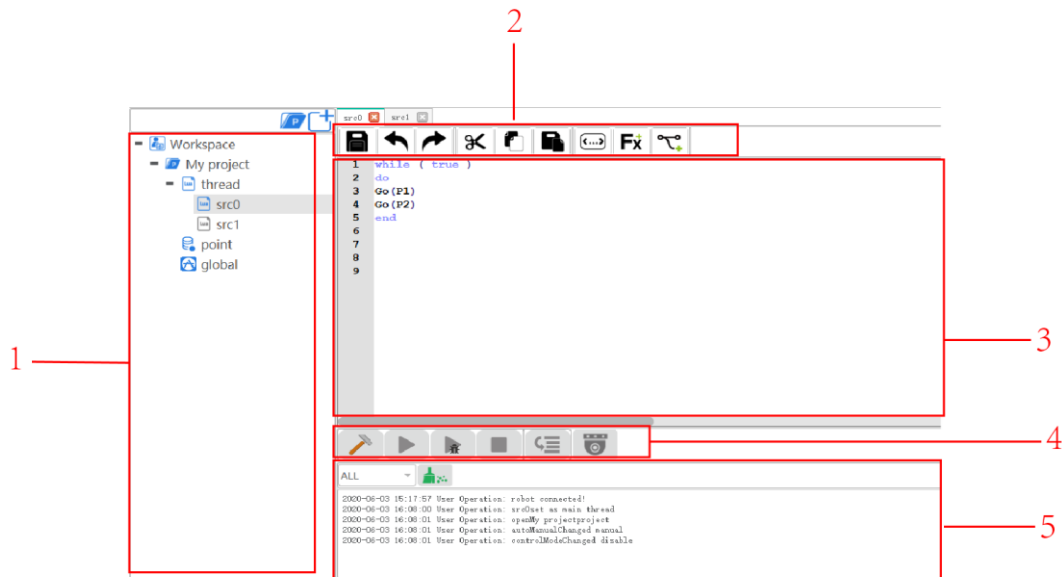 2
P
src0
src1
Workspace
My project
thread
src0
src1
point
global
<...>
Fx
1 while ( true )
2 do
3 Go(P1)
4 Go(P2)
5 end
6
7
8
9
1
3
4
ALL
2020-06-03 15:17:57 User Operation: robot connected!
2020-06-03 16:08:00 User Operation: src0set as main thread
2020-06-03 16:08:01 User Operation: openMy projectproject
2020-06-03 16:08:01 User Operation: autoManualChanged manual
2020-06-03 16:08:01 User Operation: controlModeChanged disable
5